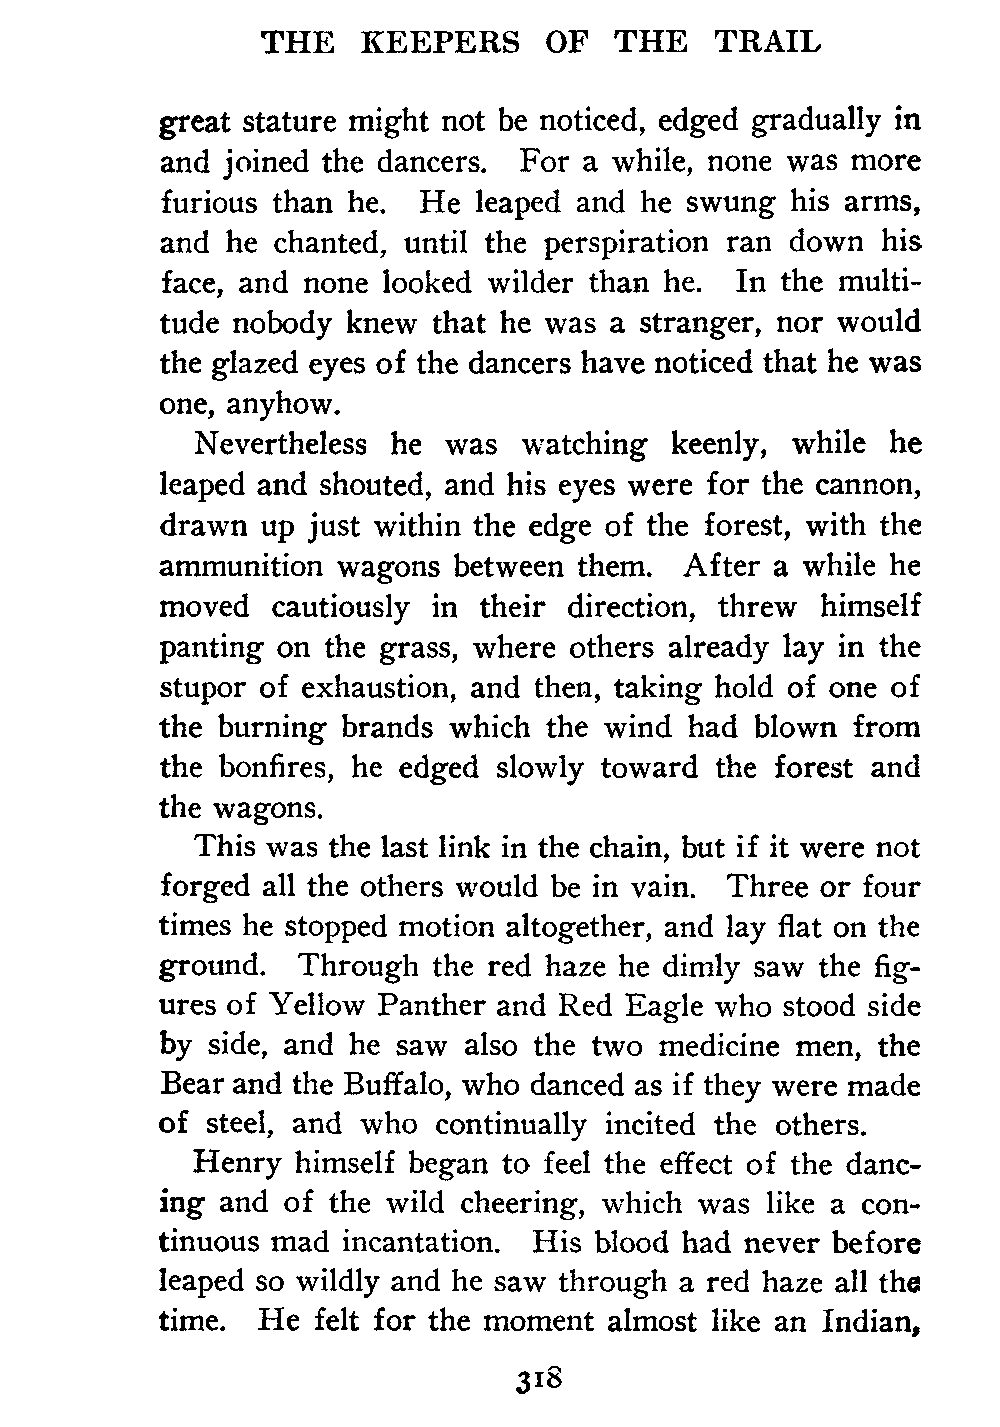 THE KEEPERS OF THE TRAIL
great stature might not be noticed, edged gradually in
and joined the dancers. For a while, none was more
furious than he. He leaped and he swung his arms,
and he chanted, until the perspiration ran down his
face, and none looked wilder than he. In the multi-
tude nobody knew that he was a stranger, nor would
the glazed eyes of the dancers have noticed that he was
one, anyhow.
Nevertheless he was watching keenly, while he
leaped and shouted, and his eyes were for the cannon,
drawn up just within the edge of the forest, with the
ammunition wagons between them. After a while he
moved cautiously in their direction, threw himself
panting on the grass, where others already lay in the
stupor of exhaustion, and then, taking hold of one of
the burning brands which the wind had blown from
the bonfires, he edged slowly toward the forest and
the wagons.
This was the last link in the chain, but if it were not
forged all the others would be in vain. Three or four
times he stopped motion altogether, and lay flat on the
ground. Through the red haze he dimly saw the fig-
ures of Yellow Panther and Red Eagle who stood side
by side, and he saw also the two medicine men, the
Bear and the Buffalo, who danced as if they were made
of steel, and who continually incited the others.
Henry himself began to feel the effect of the danc-
ing and of the wild cheering, which was like a con-
tinuous mad incantation. His blood had never before
leaped so wildly and he saw through a red haze all the
time. He felt for the moment almost like an Indian,
318